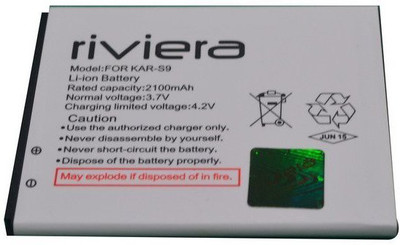 riviera
Model:FOR KAR-S9
Li-ion Battery
Rated capacity:2100mAh
Normal voltage:3.7V
Charging limited voltage:4.2V
Caution
•Use the authorized charger only.
•Never disassemble by yourself.
•Never short-circuit the battery.
•Dispose of the battery properly.
May explode if disposed of in fire.
JUN 15